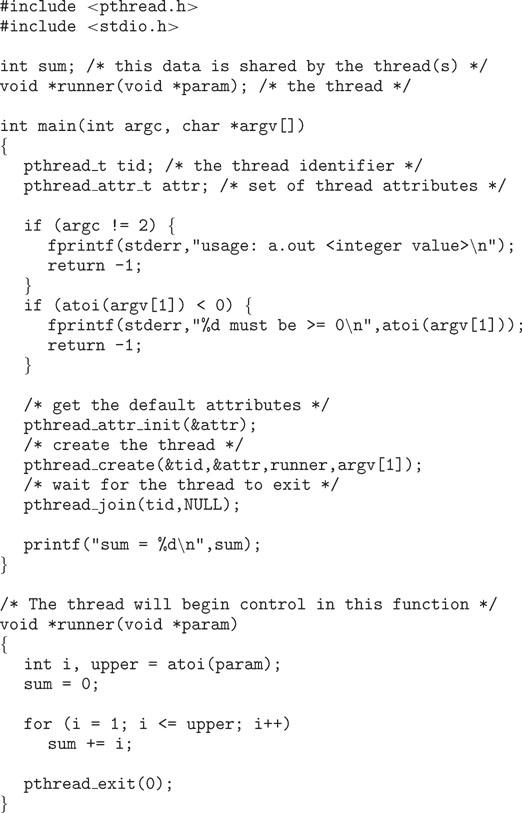 #include <pthread.h>
#include <stdio.h>
int sum; /* this data is shared by the thread(s) */
void *runner(void *param); /* the thread */
int main(int argc, char *argv[])
{
pthread_t tid; /* the thread identifier */
pthread_attr_t attr; /* set of thread attributes */
if (argc != 2) {
fprintf(stderr,"usage: a.out <integer value>\n");
return -1;
}
if (atoi(argv[1]) < 0) {
fprintf(stderr,"%d must be >= 0\n",atoi(argv[1]));
return -1;
}
/* get the default attributes */
pthread_attr_init(&attr);
/* create the thread */
pthread_create(&tid,&attr,runner,argv[1]);
/* wait for the thread to exit */
pthread_join(tid,NULL);
printf("sum = %d\n",sum);
}
/* The thread will begin control in this function */
void *runner(void *param)
{
int i, upper = atoi(param);
sum = 0;
for (i = 1; i <= upper; i++)
sum += i;
pthread_exit(0);
}